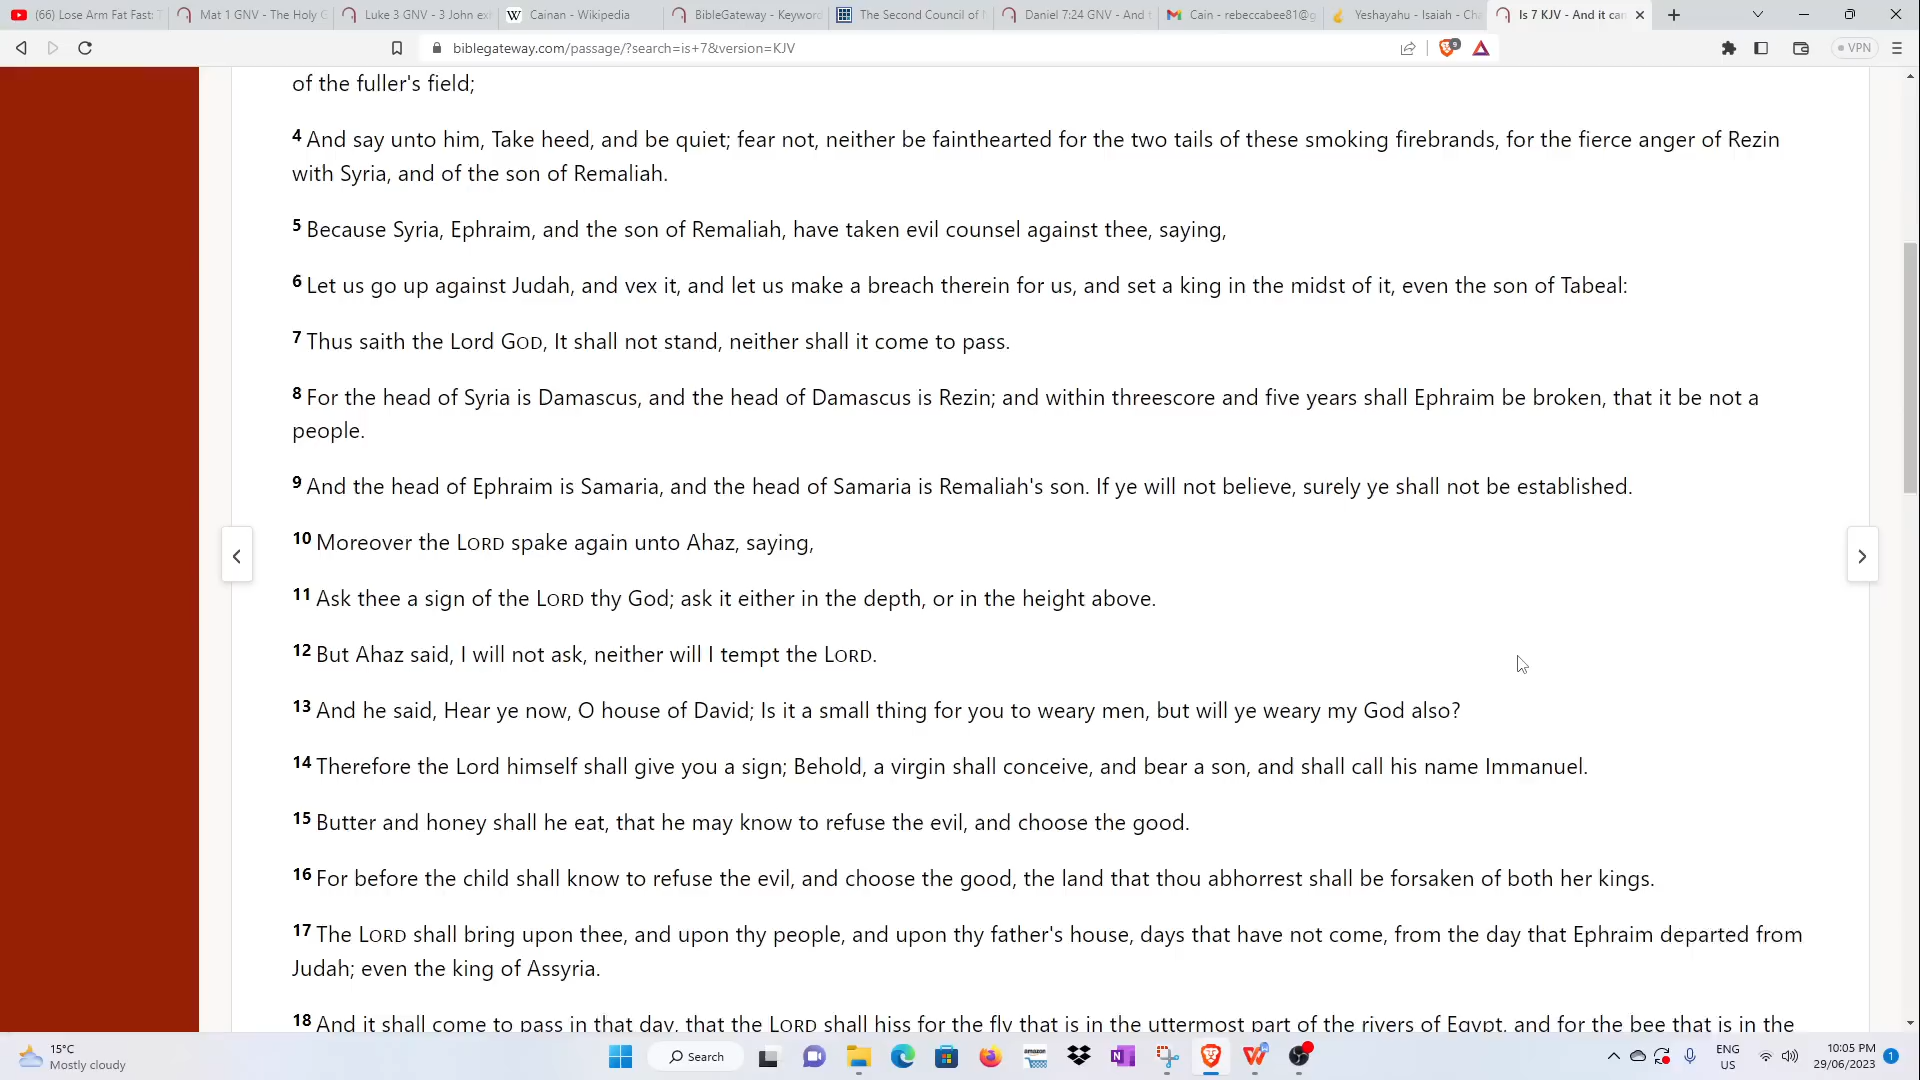 (66) Lose Arm Fat Fast: 7
Mat 1 GNV - The Holy G
Luke 3 GNV - 3 John ext
Cainan - Wikipedia
BibleGateway - Keyword
The Second Council of
Daniel 7:24 GNV - And t
Cain - rebeccabee81@g
Yeshayahu - Isaiah - Cha
Is 7 KJV - And it can
biblegateway.com/passage/?search=is+7&version=KJV
9
VPN
of the fuller's field;
4 And say unto him, Take heed, and be quiet; fear not, neither be fainthearted for the two tails of these smoking firebrands, for the fierce anger of Rezin
with Syria, and of the son of Remaliah.
5 Because Syria, Ephraim, and the son of Remaliah, have taken evil counsel against thee, saying,
6 Let us go up against Judah, and vex it, and let us make a breach therein for us, and set a king in the midst of it, even the son of Tabeal:
7 Thus saith the Lord GOD, It shall not stand, neither shall it come to pass.
8 For the head of Syria is Damascus, and the head of Damascus is Rezin; and within threescore and five years shall Ephraim be broken, that it be not a
people.
9 And the head of Ephraim is Samaria, and the head of Samaria is Remaliah's son. If ye will not believe, surely ye shall not be established.
10 Moreover the LORD spake again unto Ahaz, saying,
11 Ask thee a sign of the LORD thy God; ask it either in the depth, or in the height above.
12 But Ahaz said, I will not ask, neither will I tempt the LORD.
13 And he said, Hear ye now, O house of David; Is it a small thing for you to weary men, but will ye weary my God also?
14 Therefore the Lord himself shall give you a sign; Behold, a virgin shall conceive, and bear a son, and shall call his name Immanuel.
15 Butter and honey shall he eat, that he may know to refuse the evil, and choose the good.
16 For before the child shall know to refuse the evil, and choose the good, the land that thou abhorrest shall be forsaken of both her kings.
17 The LORD shall bring upon thee, and upon thy people, and upon thy father's house, days that have not come, from the day that Ephraim departed from
Judah; even the king of Assyria.
18 And it shall come to pass in that day, that the LORD shall hiss for the fly that is in the uttermost part of the rivers of Egypt, and for the bee that is in the
15°C
Mostly cloudy
Search
amazon
ENG
US
10:05 PM
29/06/2023
1